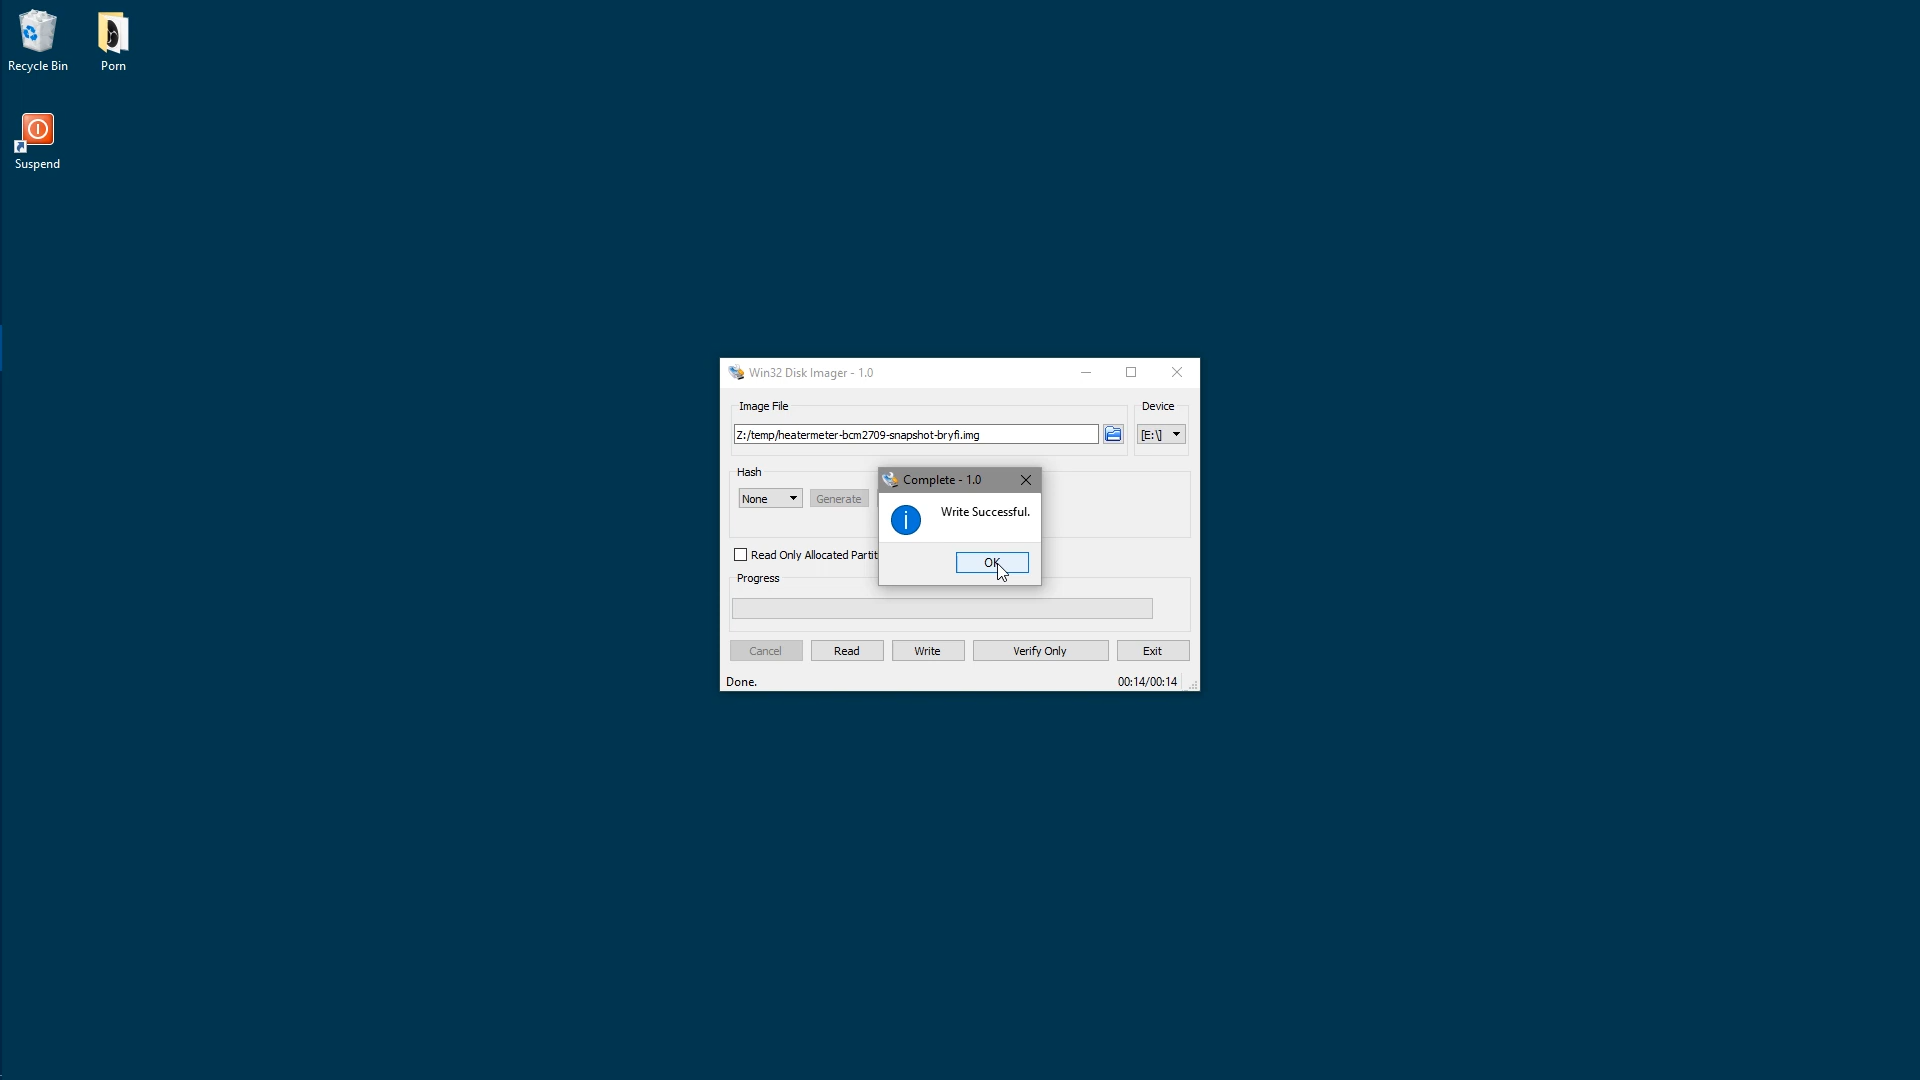 Recycle Bin
Porn
Suspend
Win32 Disk Imager - 1.0
Image File
Device
Z:/temp/heatermeter-bcm2709-snapshot-bryfi.img
[E:\]
Hash
None
Generate
Complete - 1.0
Write Successful.
OK
Read Only Allocated Partit
Progress
Cancel
Read
Write
Verify Only
Exit
Done.
00:14/00:14